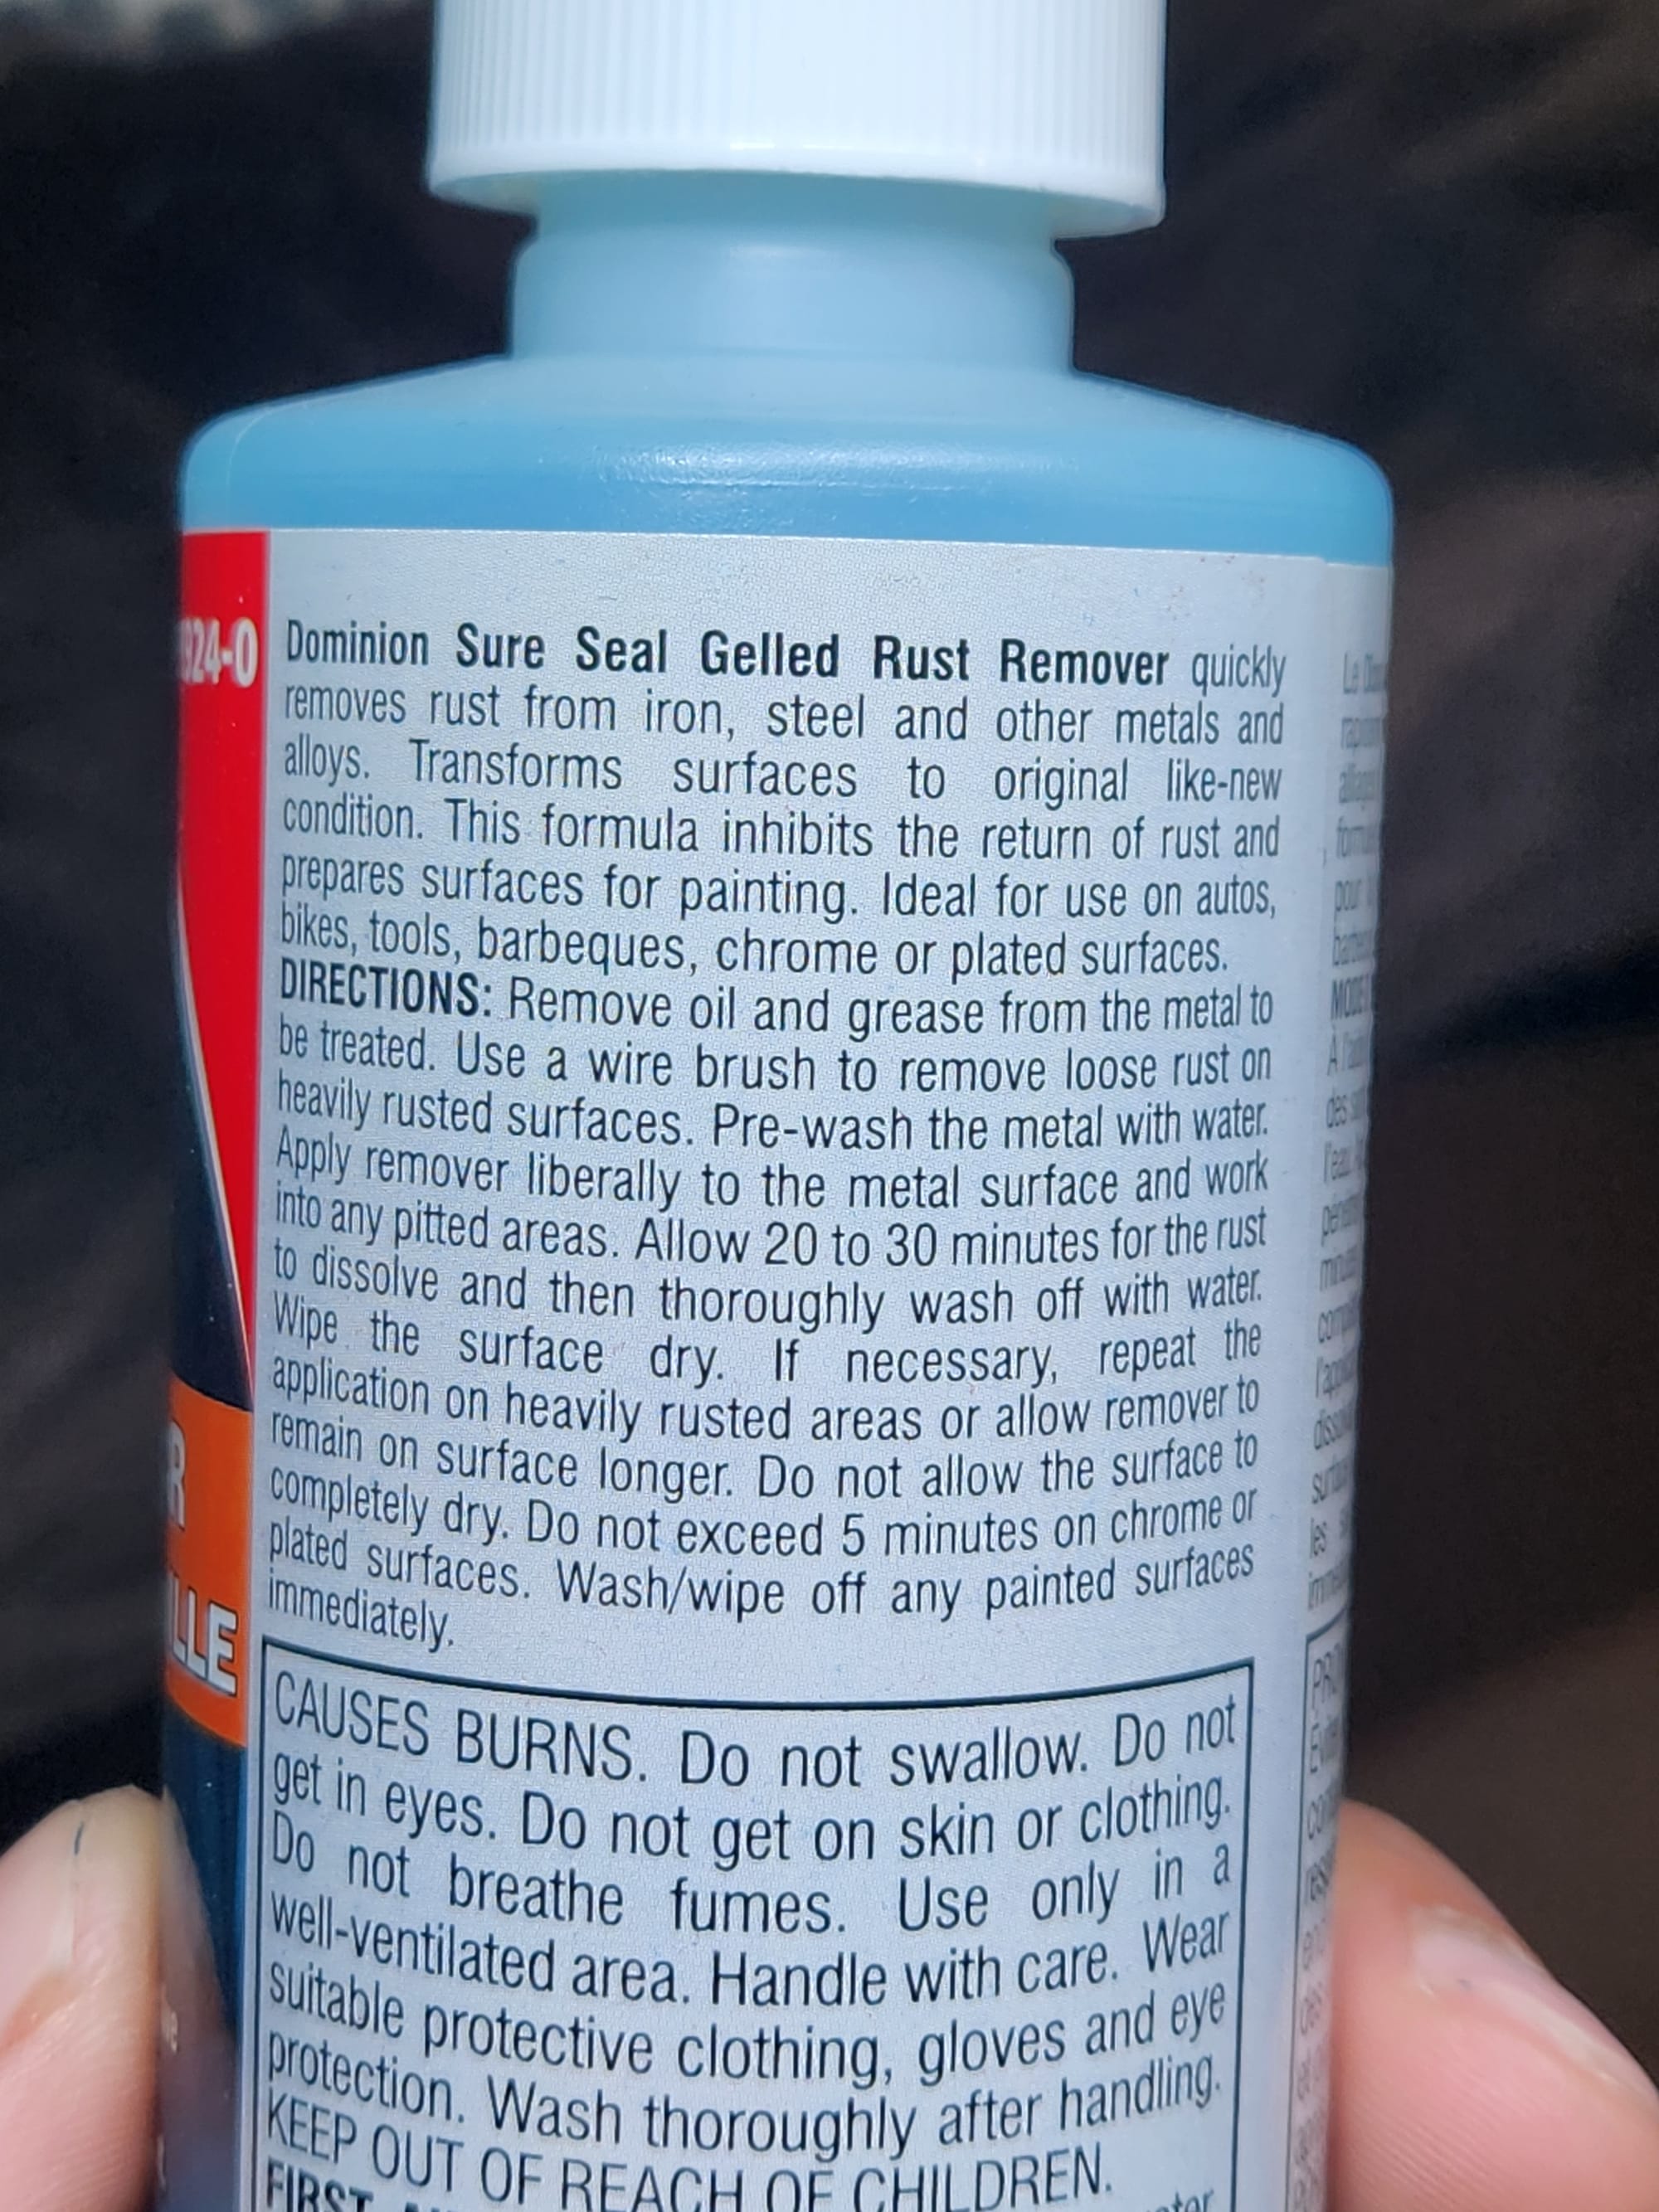 24-0
Dominion Sure Seal Gelled Rust Remover quickly
removes rust from iron, steel and other metals and
alloys. Transforms surfaces to original like-new
condition. This formula inhibits the return of rust and
prepares surfaces for painting. Ideal for use on autos,
bikes, tools, barbeques, chrome or plated surfaces.
DIRECTIONS: Remove oil and grease from the metal to
be treated. Use a wire brush to remove loose rust on
heavily rusted surfaces. Pre-wash the metal with water.
Apply remover liberally to the metal surface and work
into any pitted areas. Allow 20 to 30 minutes for the rust
to dissolve and then thoroughly wash off with water.
Wipe the surface dry. If necessary, repeat the
application on heavily rusted areas or allow remover to
remain on surface longer. Do not allow the surface to
completely dry. Do not exceed 5 minutes on chrome or
plated surfaces. Wash/wipe off any painted surfaces
immediately.
CAUSES BURNS. Do not swallow. Do not
get in eyes. Do not get on skin or clothing.
Do not breathe fumes. Use only in a
well-ventilated area. Handle with care. Wear
suitable protective clothing, gloves and eye
protection. Wash thoroughly after handling.
KEEP OUT OF REACH OF CHILDREN.
FIRST
R
LLE